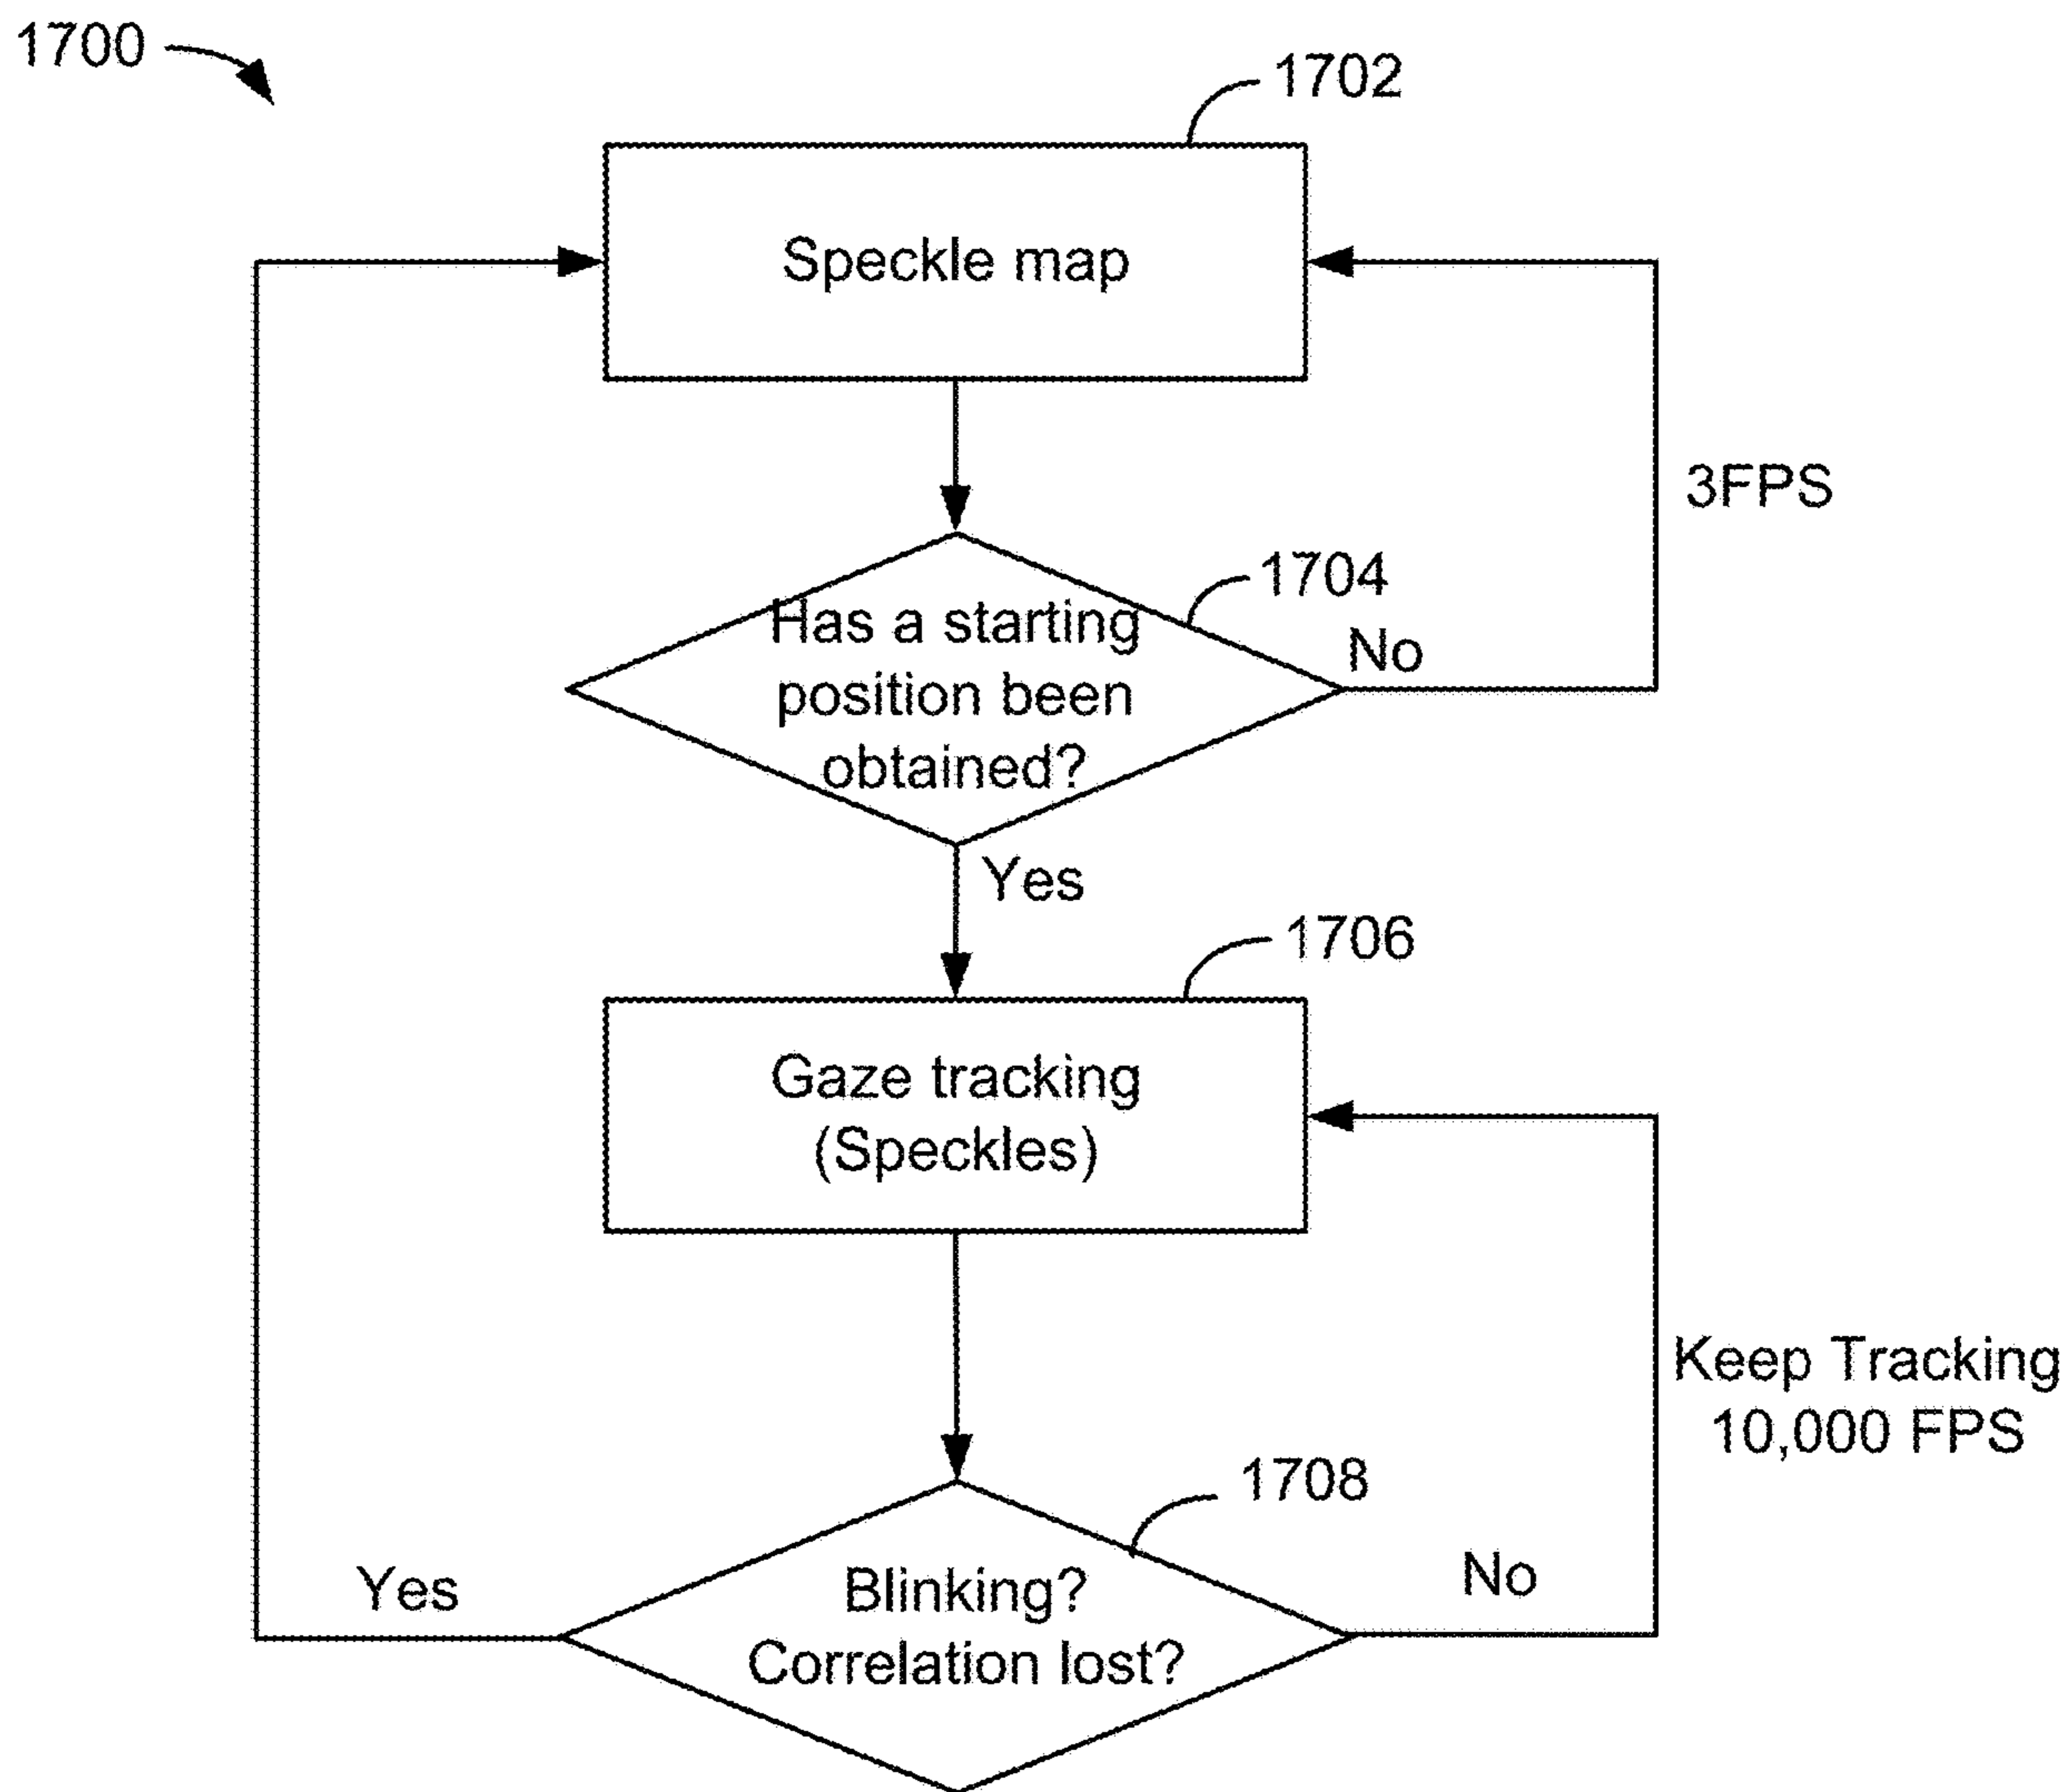 1700
1702
Speckle map
3FPS
1704
Has a starting
position been
obtained?
No
Yes
1706
Gaze tracking
(Speckles)
Keep Tracking
10,000 FPS
1708
Blinking?
Correlation lost?
Yes
No